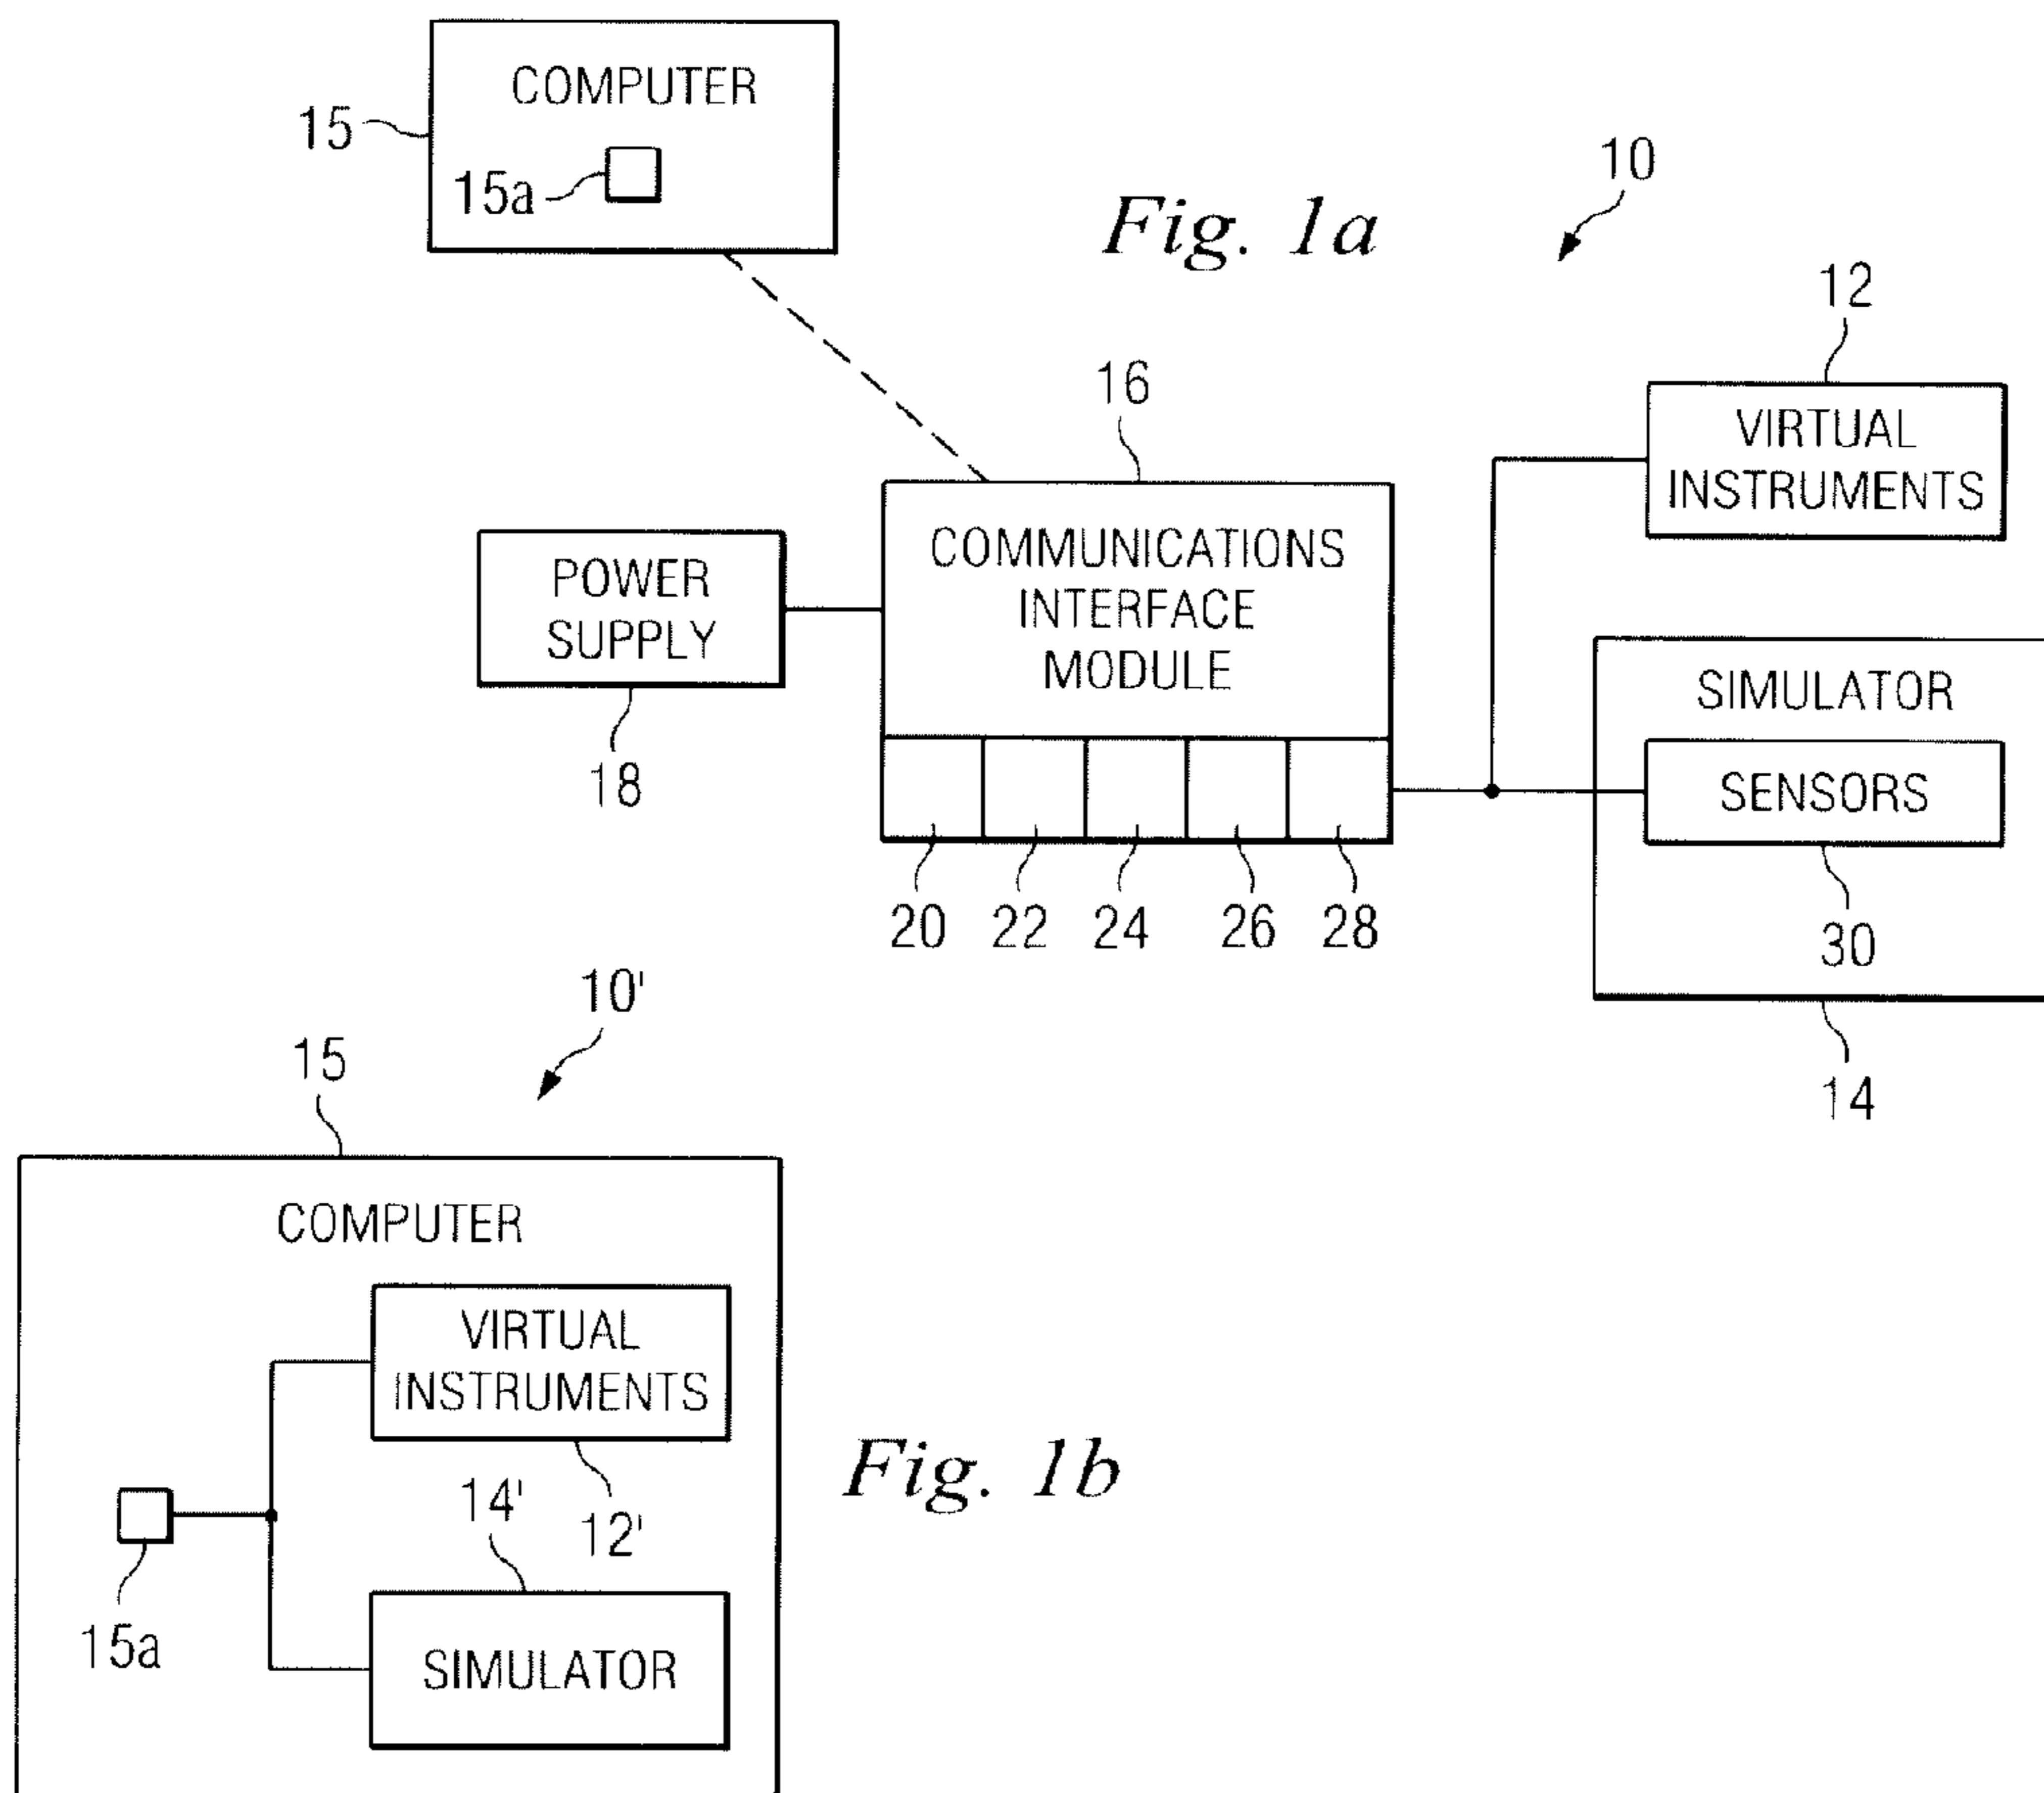 COMPUTER
15
15a
Fig. 1a
10
12
VIRTUAL
INSTRUMENTS
16
COMMUNICATIONS
INTERFACE
MODULE
POWER
SUPPLY
18
SIMULATOR
SENSORS
30
14
20 22 24 26 28
10'
15
COMPUTER
VIRTUAL
INSTRUMENTS
12'
14'
15a
SIMULATOR
Fig. 1b